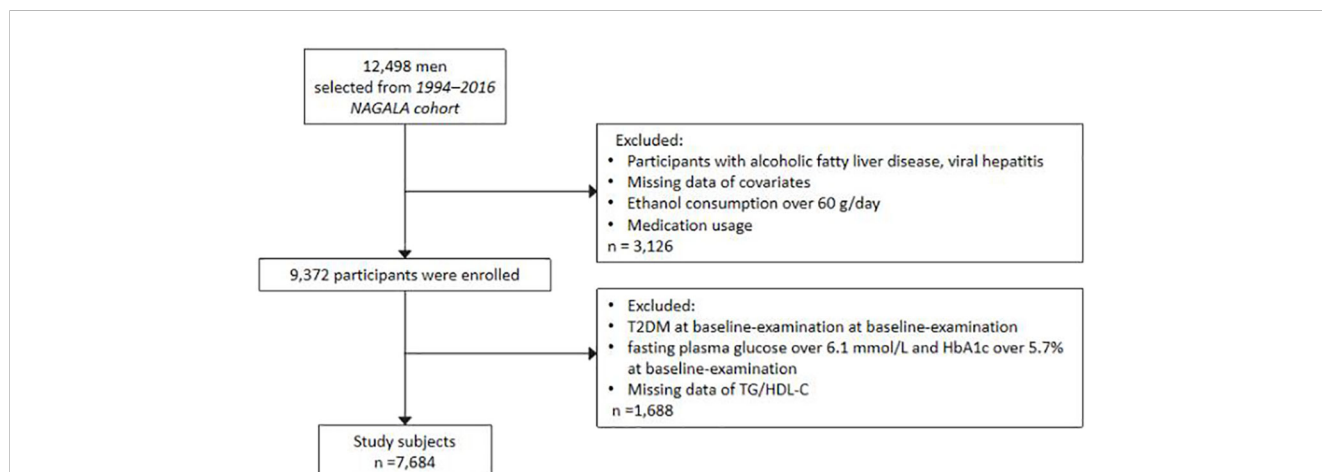 12,498 men
selected from 1994–2016
NAGALA cohort
Excluded:
• Participants with alcoholic fatty liver disease, viral hepatitis
• Missing data of covariates
• Ethanol consumption over 60 g/day
• Medication usage
n = 3,126
9,372 participants were enrolled
• Excluded:
• T2DM at baseline-examination at baseline-examination
• fasting plasma glucose over 6.1 mmol/L and HbA1c over 5.7%
at baseline-examination
• Missing data of TG/HDL-C
n =1,688
Study subjects
n =7,684